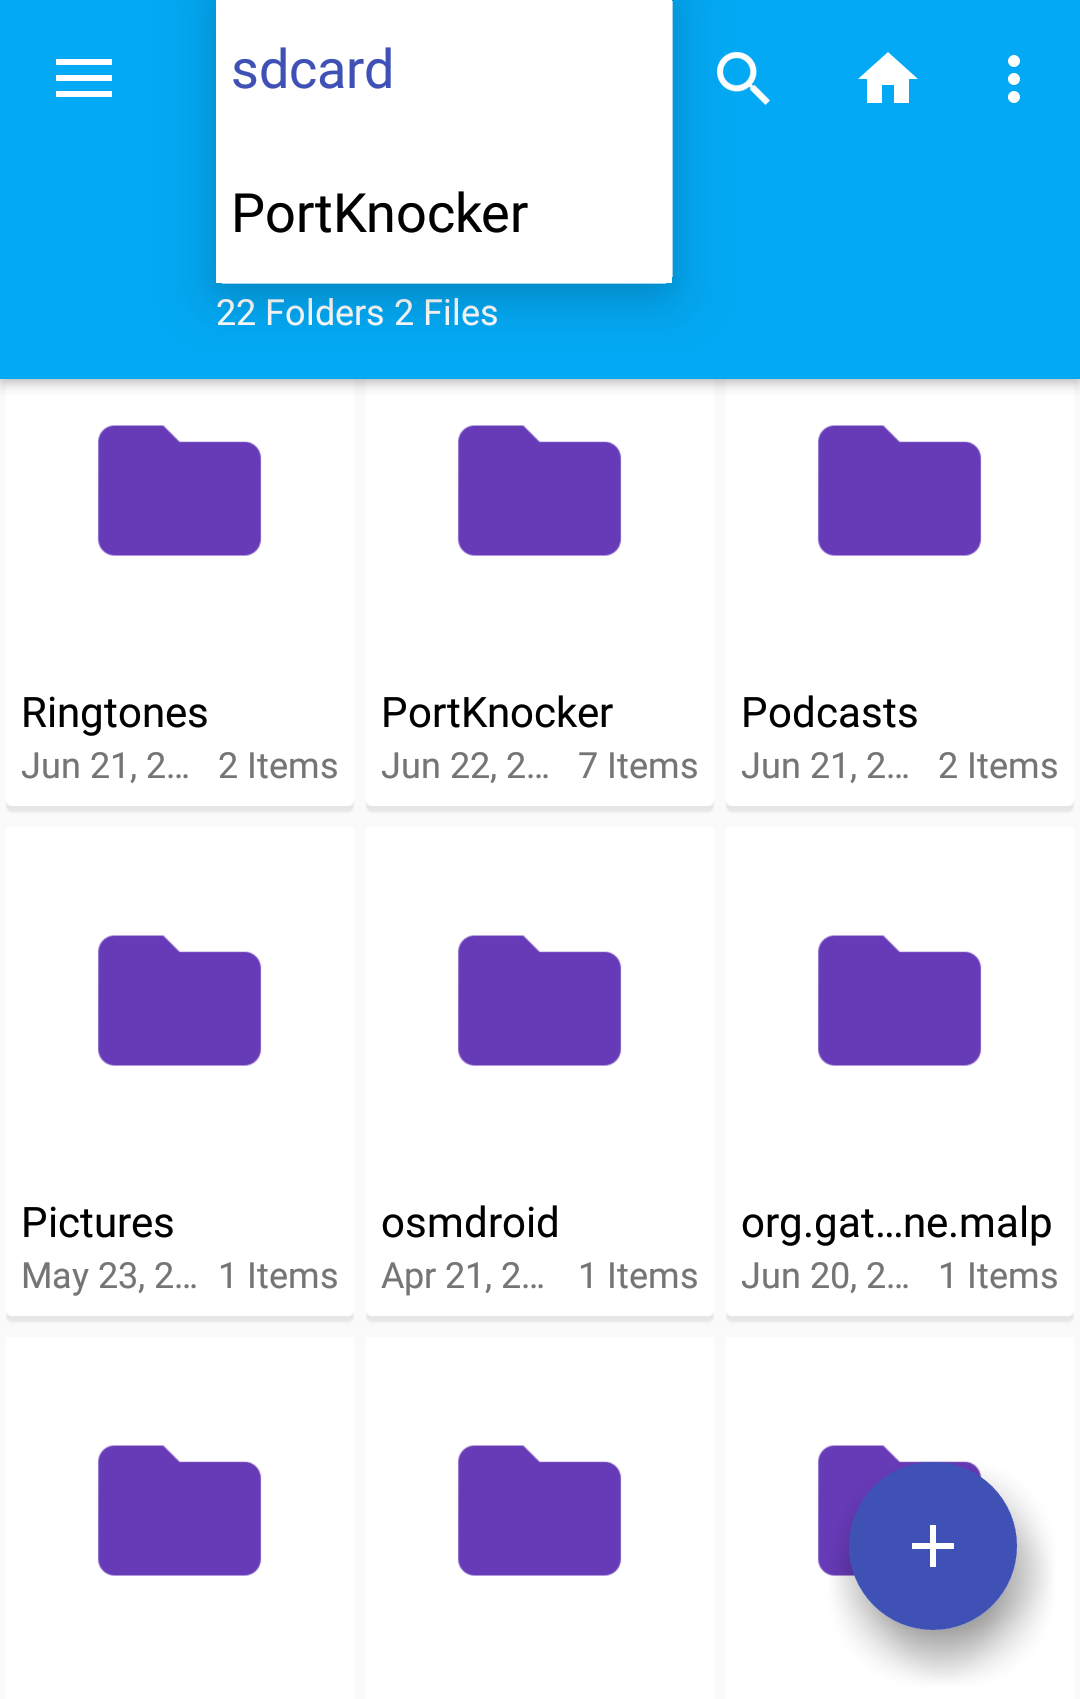 sdcard
PortKnocker
22 Folders 2 Files
Ringtones
Jun 21, 2... 2 Items
PortKnocker
Jun 22, 2... 7 Items
Podcasts
Jun 21, 2... 2 Items
Pictures
May 23, 2... 1 Items
osmdroid
Apr 21, 2... 1 Items
org.gat...ne.malp
Jun 20, 2... 1 Items